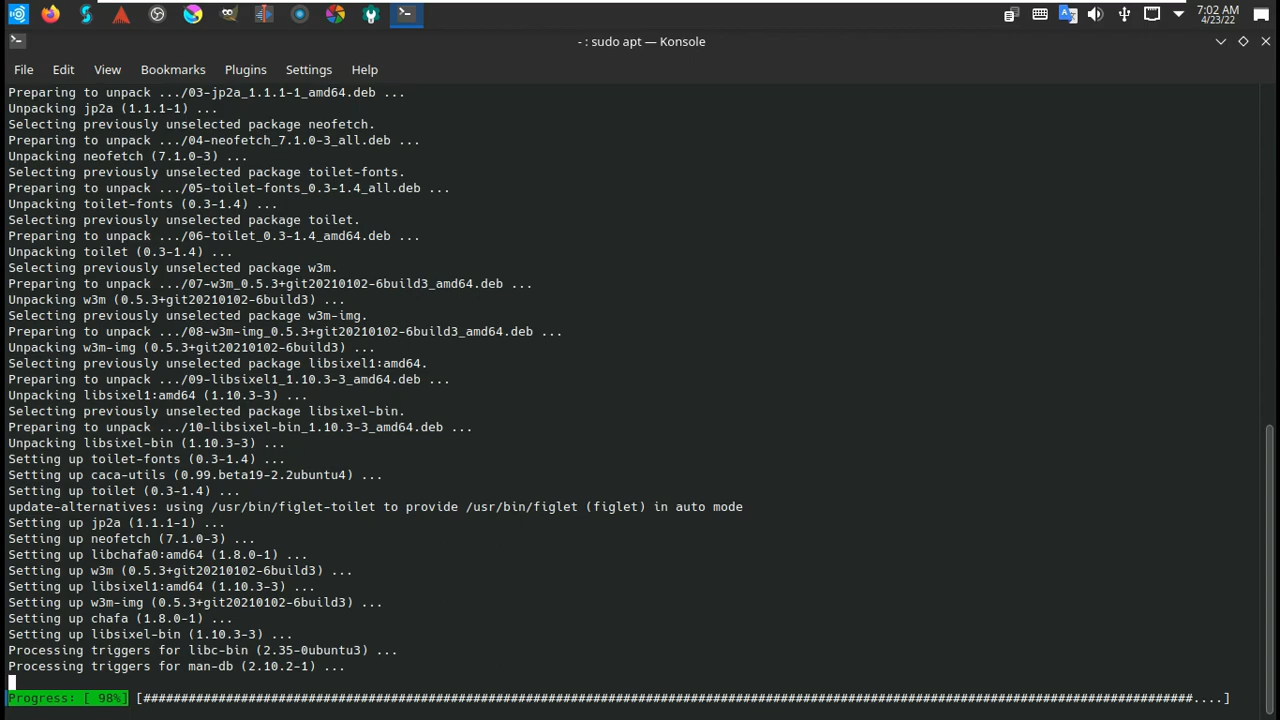 7:02 AM
4/23/22
- : sudo apt — Konsole
File Edit View Bookmarks Plugins Settings Help
Preparing to unpack .../03-jp2a_1.1.1-1_amd64.deb ...
Unpacking jp2a (1.1.1-1) ...
Selecting previously unselected package neofetch.
Preparing to unpack .../04-neofetch_7.1.0-3_all.deb ...
Unpacking neofetch (7.1.0-3) ...
Selecting previously unselected package toilet-fonts.
Preparing to unpack .../05-toilet-fonts_0.3-1.4_all.deb ...
Unpacking toilet-fonts (0.3-1.4) ...
Selecting previously unselected package toilet.
Preparing to unpack .../06-toilet_0.3-1.4_amd64.deb ...
Unpacking toilet (0.3-1.4) ...
Selecting previously unselected package w3m.
Preparing to unpack .../07-w3m_0.5.3+git20210102-6build3_amd64.deb ...
Unpacking w3m (0.5.3+git20210102-6build3) ...
Selecting previously unselected package w3m-img.
Preparing to unpack .../08-w3m-img_0.5.3+git20210102-6build3_amd64.deb ...
Unpacking w3m-img (0.5.3+git20210102-6build3) ...
Selecting previously unselected package libsixel1:amd64.
Preparing to unpack .../09-libsixel1_1.10.3-3_amd64.deb ...
Unpacking libsixel1:amd64 (1.10.3-3) ...
Selecting previously unselected package libsixel-bin.
Preparing to unpack .../10-libsixel-bin_1.10.3-3_amd64.deb ...
Unpacking libsixel-bin (1.10.3-3) ...
Setting up toilet-fonts (0.3-1.4) ...
Setting up caca-utils (0.99.beta19-2.2ubuntu4) ...
Setting up toilet (0.3-1.4) ...
update-alternatives: using /usr/bin/figlet-toilet to provide /usr/bin/figlet (figlet) in auto mode
Setting up jp2a (1.1.1-1) ...
Setting up neofetch (7.1.0-3) ...
Setting up libchafa0:amd64 (1.8.0-1) ...
Setting up w3m (0.5.3+git20210102-6build3) ...
Setting up libsixel1:amd64 (1.10.3-3) ...
Setting up w3m-img (0.5.3+git20210102-6build3) ...
Setting up chafa (1.8.0-1) ...
Setting up libsixel-bin (1.10.3-3) ...
Processing triggers for libc-bin (2.35-0ubuntu3) ...
Processing triggers for man-db (2.10.2-1) ...
Progress: [ 98%] [############################################################################################################################################....]